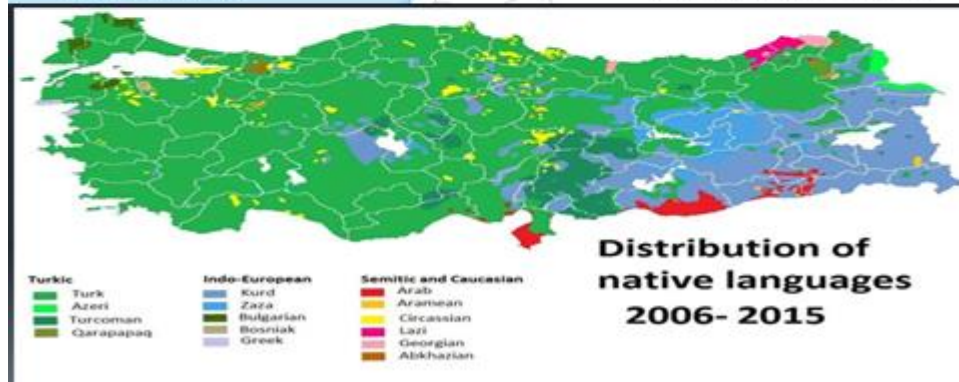 Distribution of
native languages
2006- 2015
Turkic
Turk
Azeri
Turcoman
Qarapapaq
Indo-European
Kurd
Zaza
Bulgarian
Bosniak
Greek
Semitic and Caucasian
Arab
Aramean
Circassian
Lazi
Georgian
Abkhazian